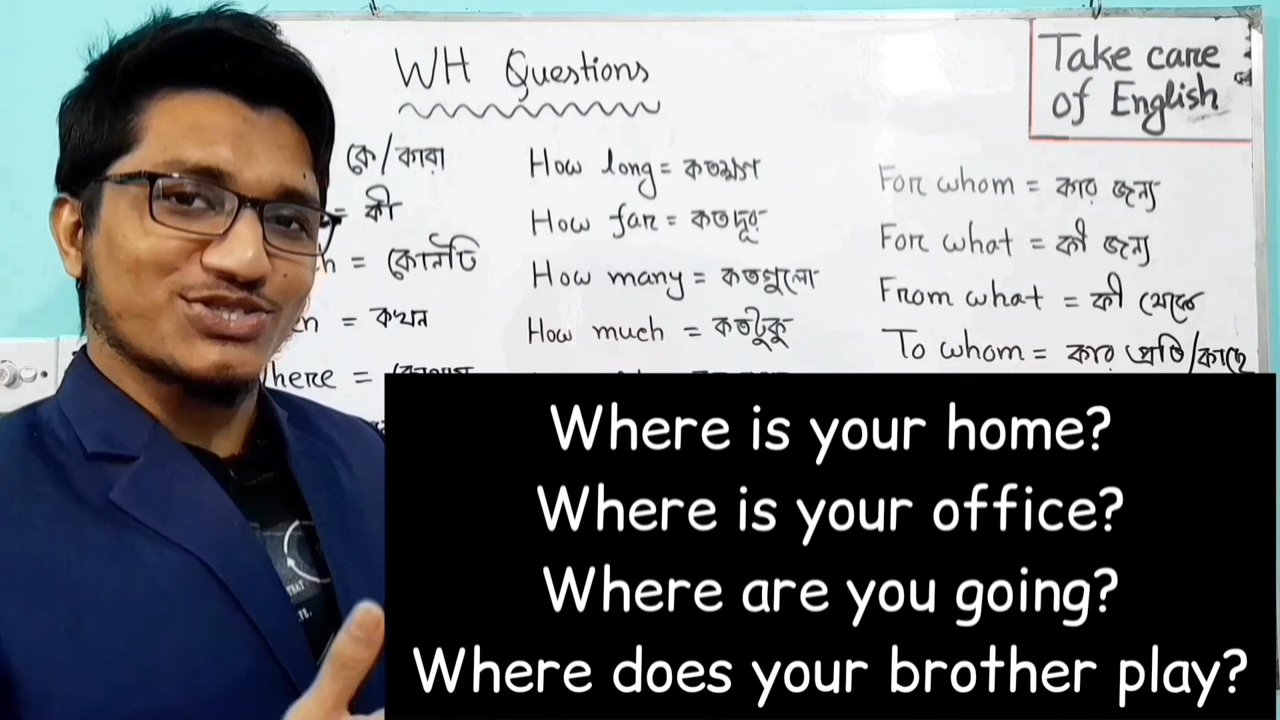 WH Questions
Take care
of English
কে/কারা
= কী
h = কোনটি
en = কখন
here =
How long = কতক্ষণ
How far = কতদূর
How many = কতগুলো
How much = কতটুকু
For whom = কার জন্য
For what = কী জন্য
From what = কী থেকে
To whom = কার প্রতি/কাছে
Where is your home?
Where is your office?
Where are you going?
Where does your brother play?